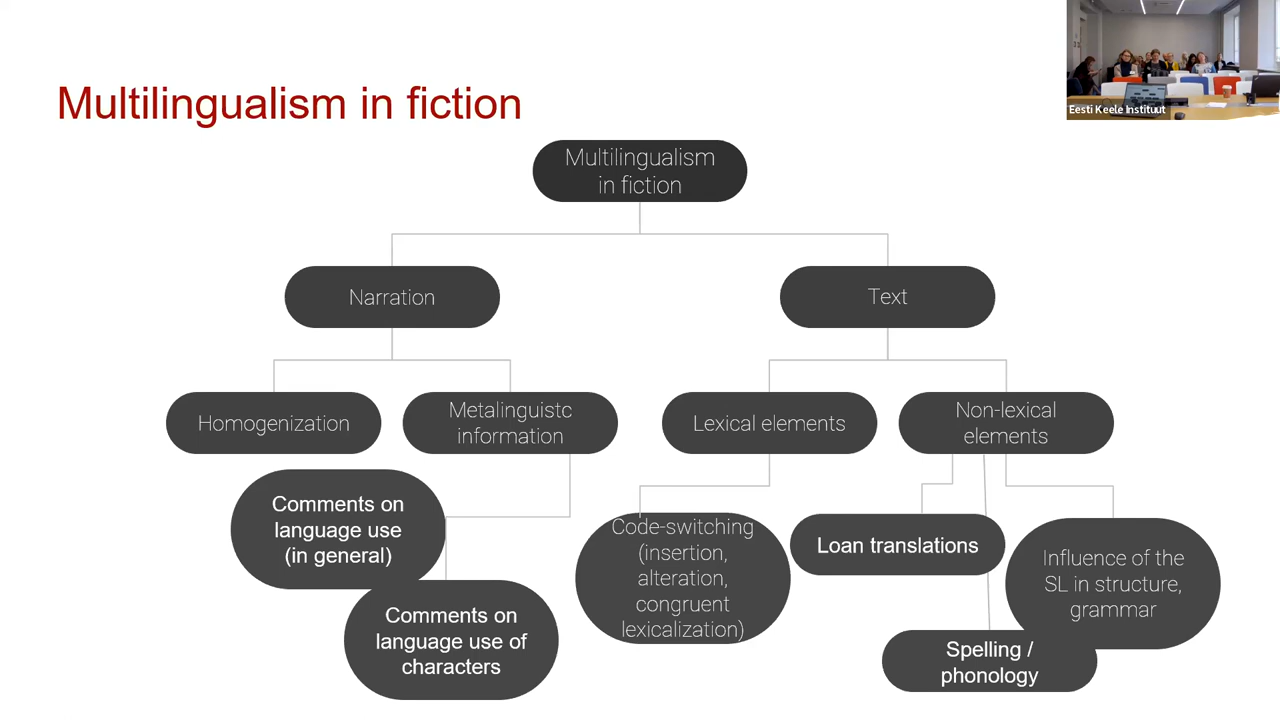 Multilingualism in fiction
Eesti Keele Instituut
Multilingualism
in fiction
Narration
Text
Homogenization
Metalinguistc
information
Lexical elements
Non-lexical
elements
Comments on
language use
(in general)
Comments on
language use of
characters
Code-switching
(insertion,
alteration,
congruent
lexicalization)
Loan translations
Influence of the
SL in structure,
grammar
Spelling /
phonology